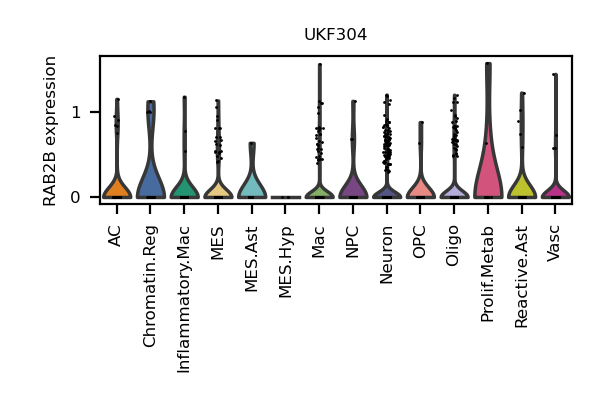 UKF304
RAB2B expression
1
0
AC
Chromatin.Reg
Inflammatory.Mac
MES
MES.Ast
MES.Hyp
Mac
NPC
Neuron
OPC
Oligo
Prolif.Metab
Reactive.Ast
Vasc